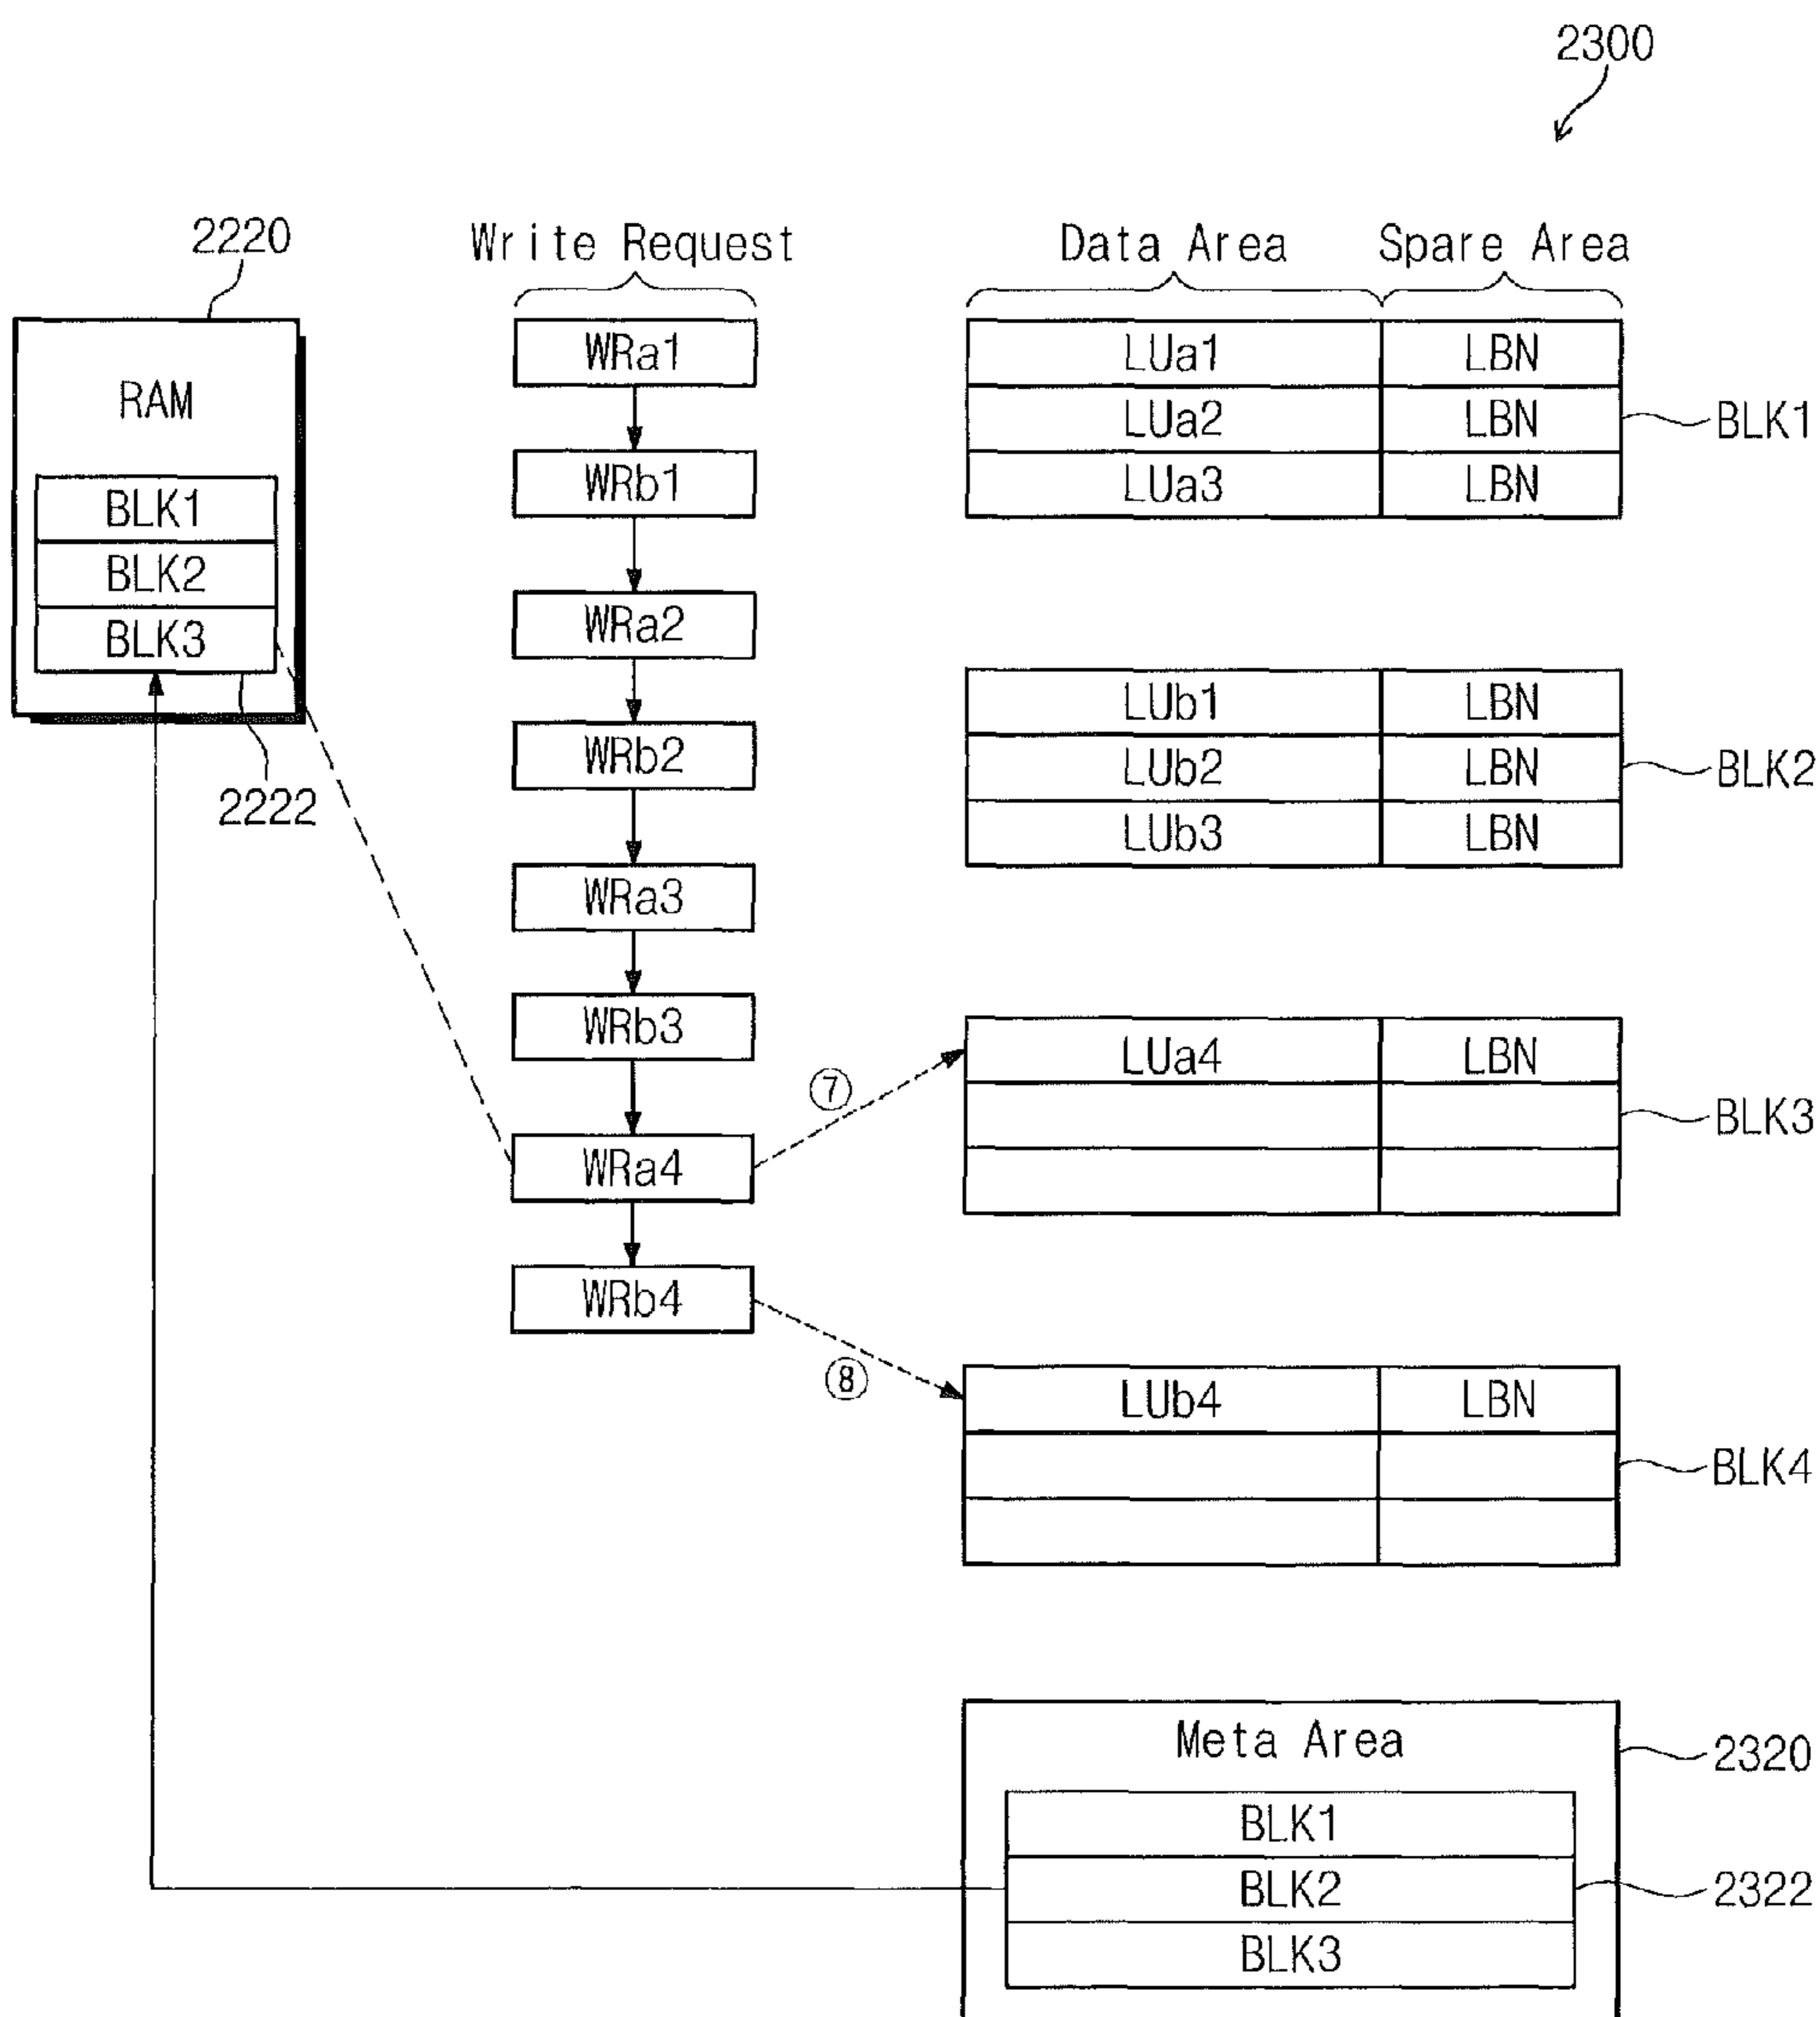 2300
2220
Write Request
Data Area
Spare Area
RAM
BLK1
BLK2
BLK3
2222
WRa1
WRb1
WRa2
WRb2
WRa3
WRb3
WRa4
WRb4
⑦
⑧
LUa1 LBN
LUa2 LBN
LUa3 LBN
BLK1
LUb1 LBN
LUb2 LBN
LUb3 LBN
BLK2
LUa4 LBN
BLK3
LUb4 LBN
BLK4
Meta Area
2320
BLK1
BLK2
BLK3
2322